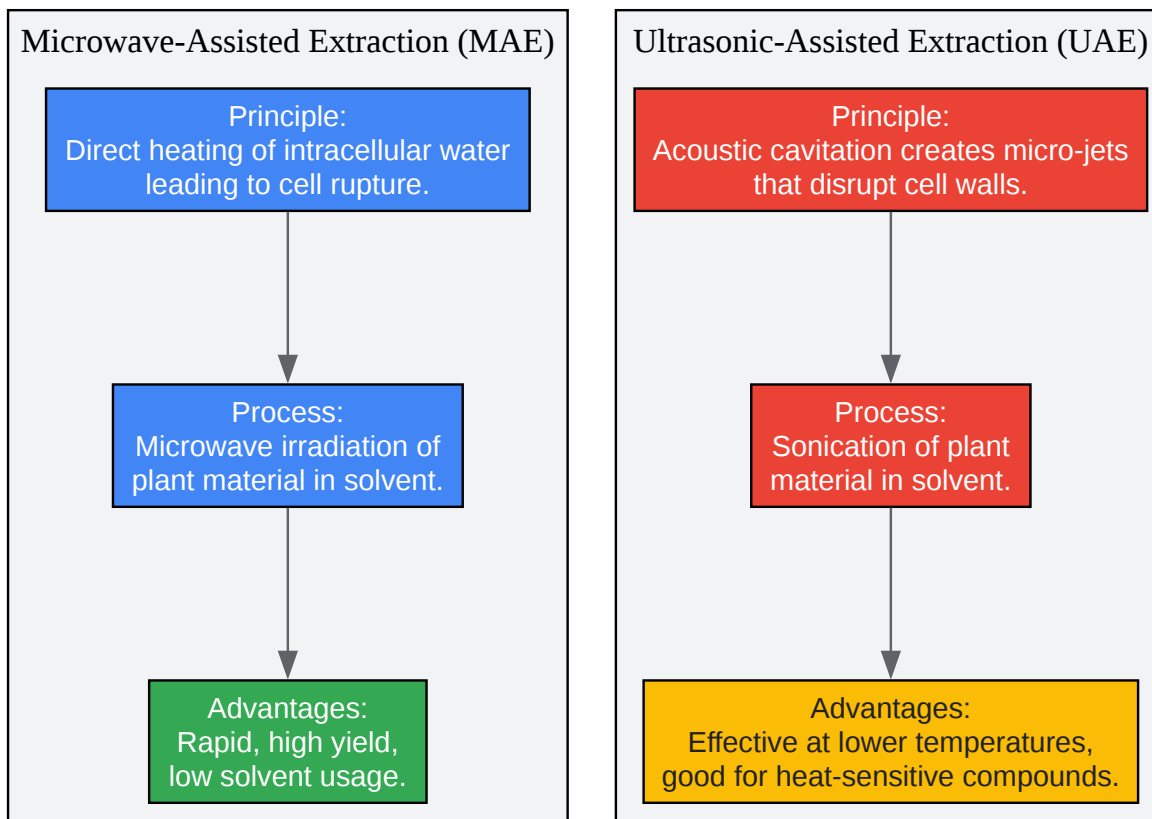 Microwave-Assisted Extraction (MAE)
Principle:
Direct heating of intracellular water
leading to cell rupture.
Process:
Microwave irradiation of
plant material in solvent.
Advantages:
Rapid, high yield,
low solvent usage.
Ultrasonic-Assisted Extraction (UAE)
Principle:
Acoustic cavitation creates micro-jets
that disrupt cell walls.
Process:
Sonication of plant
material in solvent.
Advantages:
Effective at lower temperatures,
good for heat-sensitive compounds.